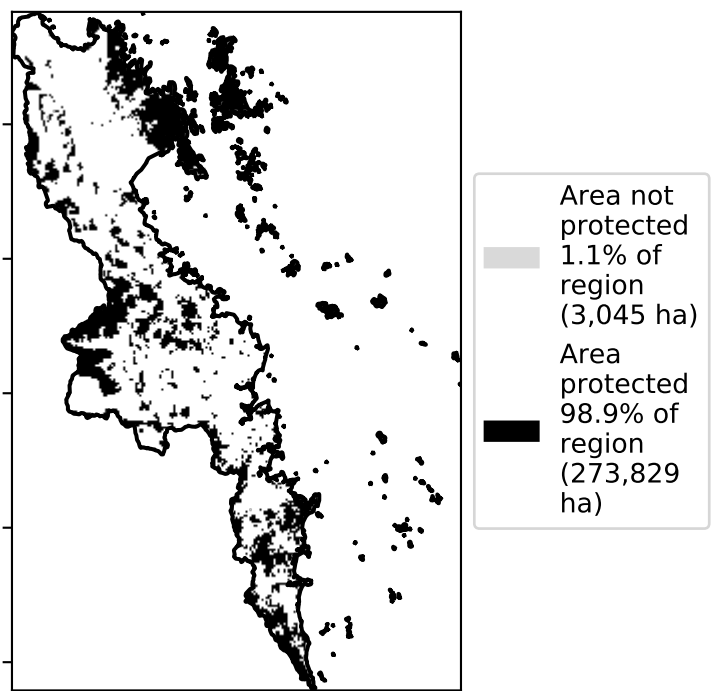 Area not
protected
1.1% of
region
(3,045 ha)
Area
protected
98.9% of
region
(273,829
ha)